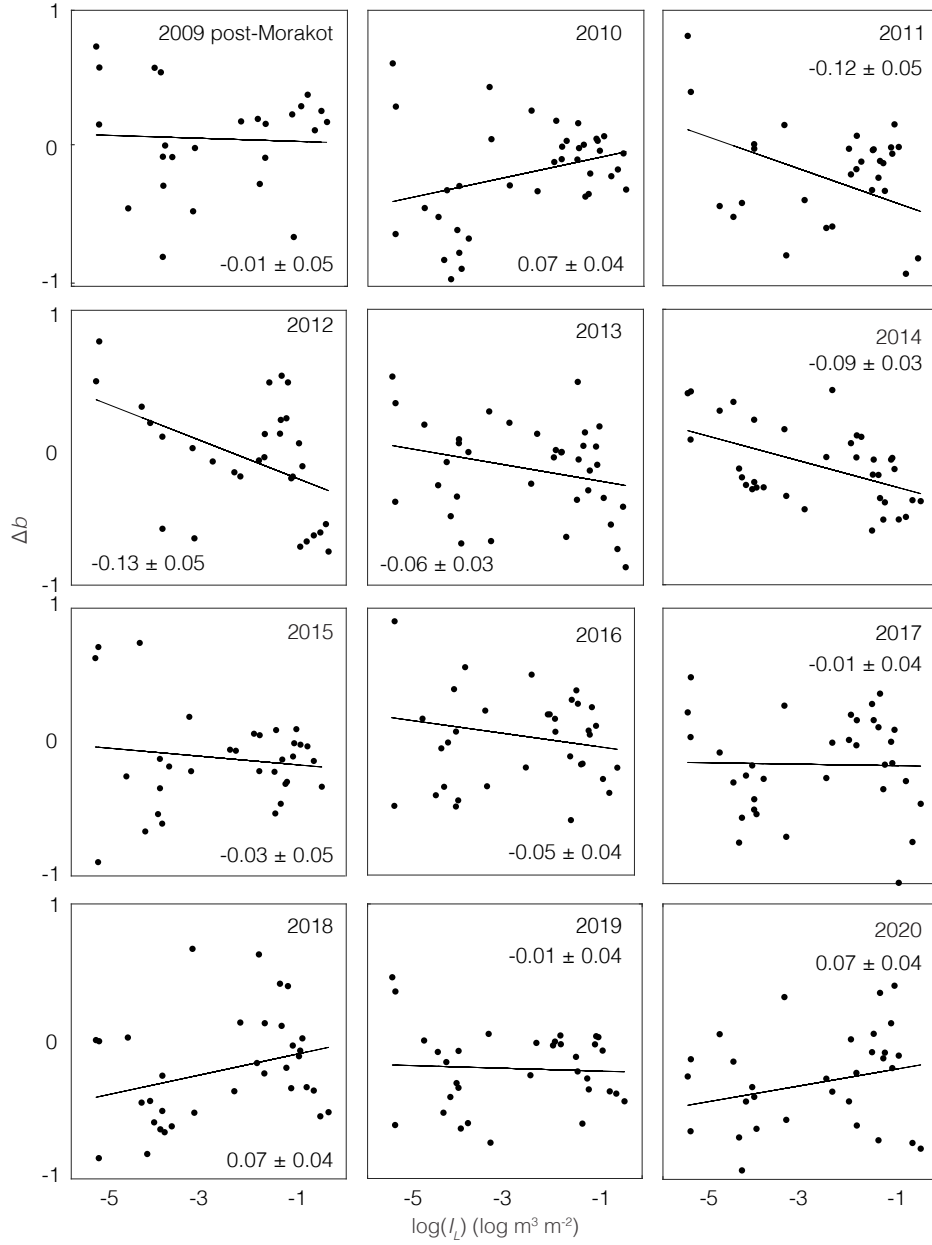 1
2009 post-Morakot
2010
2011
-0.12 ± 0.05
0
-0.01 ± 0.05
0.07 ± 0.04
-1
1
2012
2013
2014
-0.09 ± 0.03
0
Δb
-0.13 ± 0.05
-0.06 ± 0.03
-1
1
2015
2016
2017
-0.01 ± 0.04
0
-0.03 ± 0.05
-0.05 ± 0.04
-1
1
2018
2019
2020
-0.01 ± 0.04
0.07 ± 0.04
0
0.07 ± 0.04
-1
-5 -3 -1 -5 -3 -1 -5 -3 -1
log(I_L) (log m³ m⁻²)